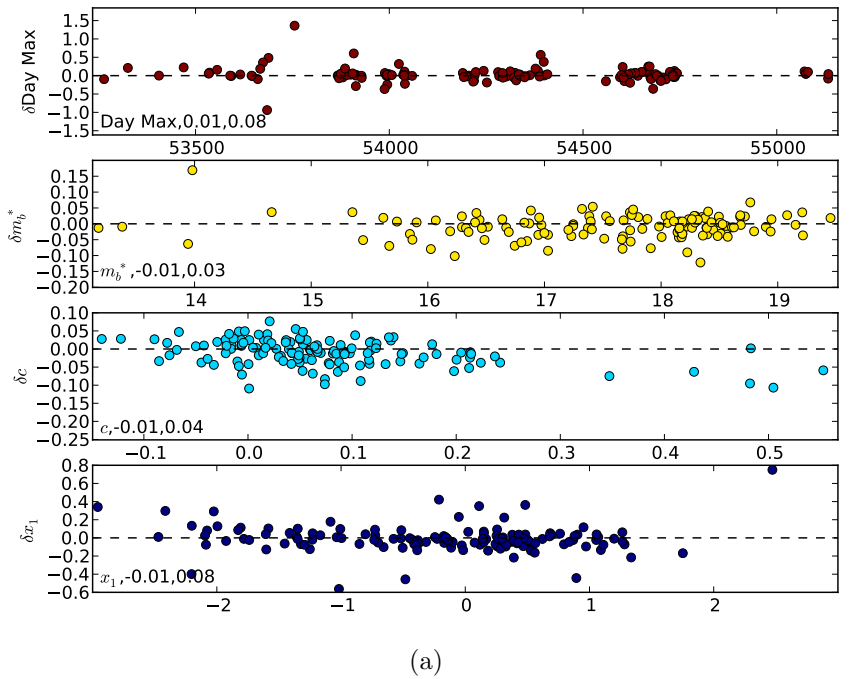 δDay Max
1.5
1.0
0.5
0.0
−0.5
−1.0
−1.5
Day Max,0.01,0.08
53500 54000 54500 55000
δm_b*
0.15
0.10
0.05
0.00
−0.05
−0.10
−0.15
−0.20
m_b*,-0.01,0.03
14 15 16 17 18 19
δc
0.10
0.05
0.00
−0.05
−0.10
−0.15
−0.20
−0.25
c,-0.01,0.04
−0.1 0.0 0.1 0.2 0.3 0.4 0.5
δx₁
0.8
0.6
0.4
0.2
0.0
−0.2
−0.4
−0.6
x₁,-0.01,0.08
−2 −1 0 1 2
(a)